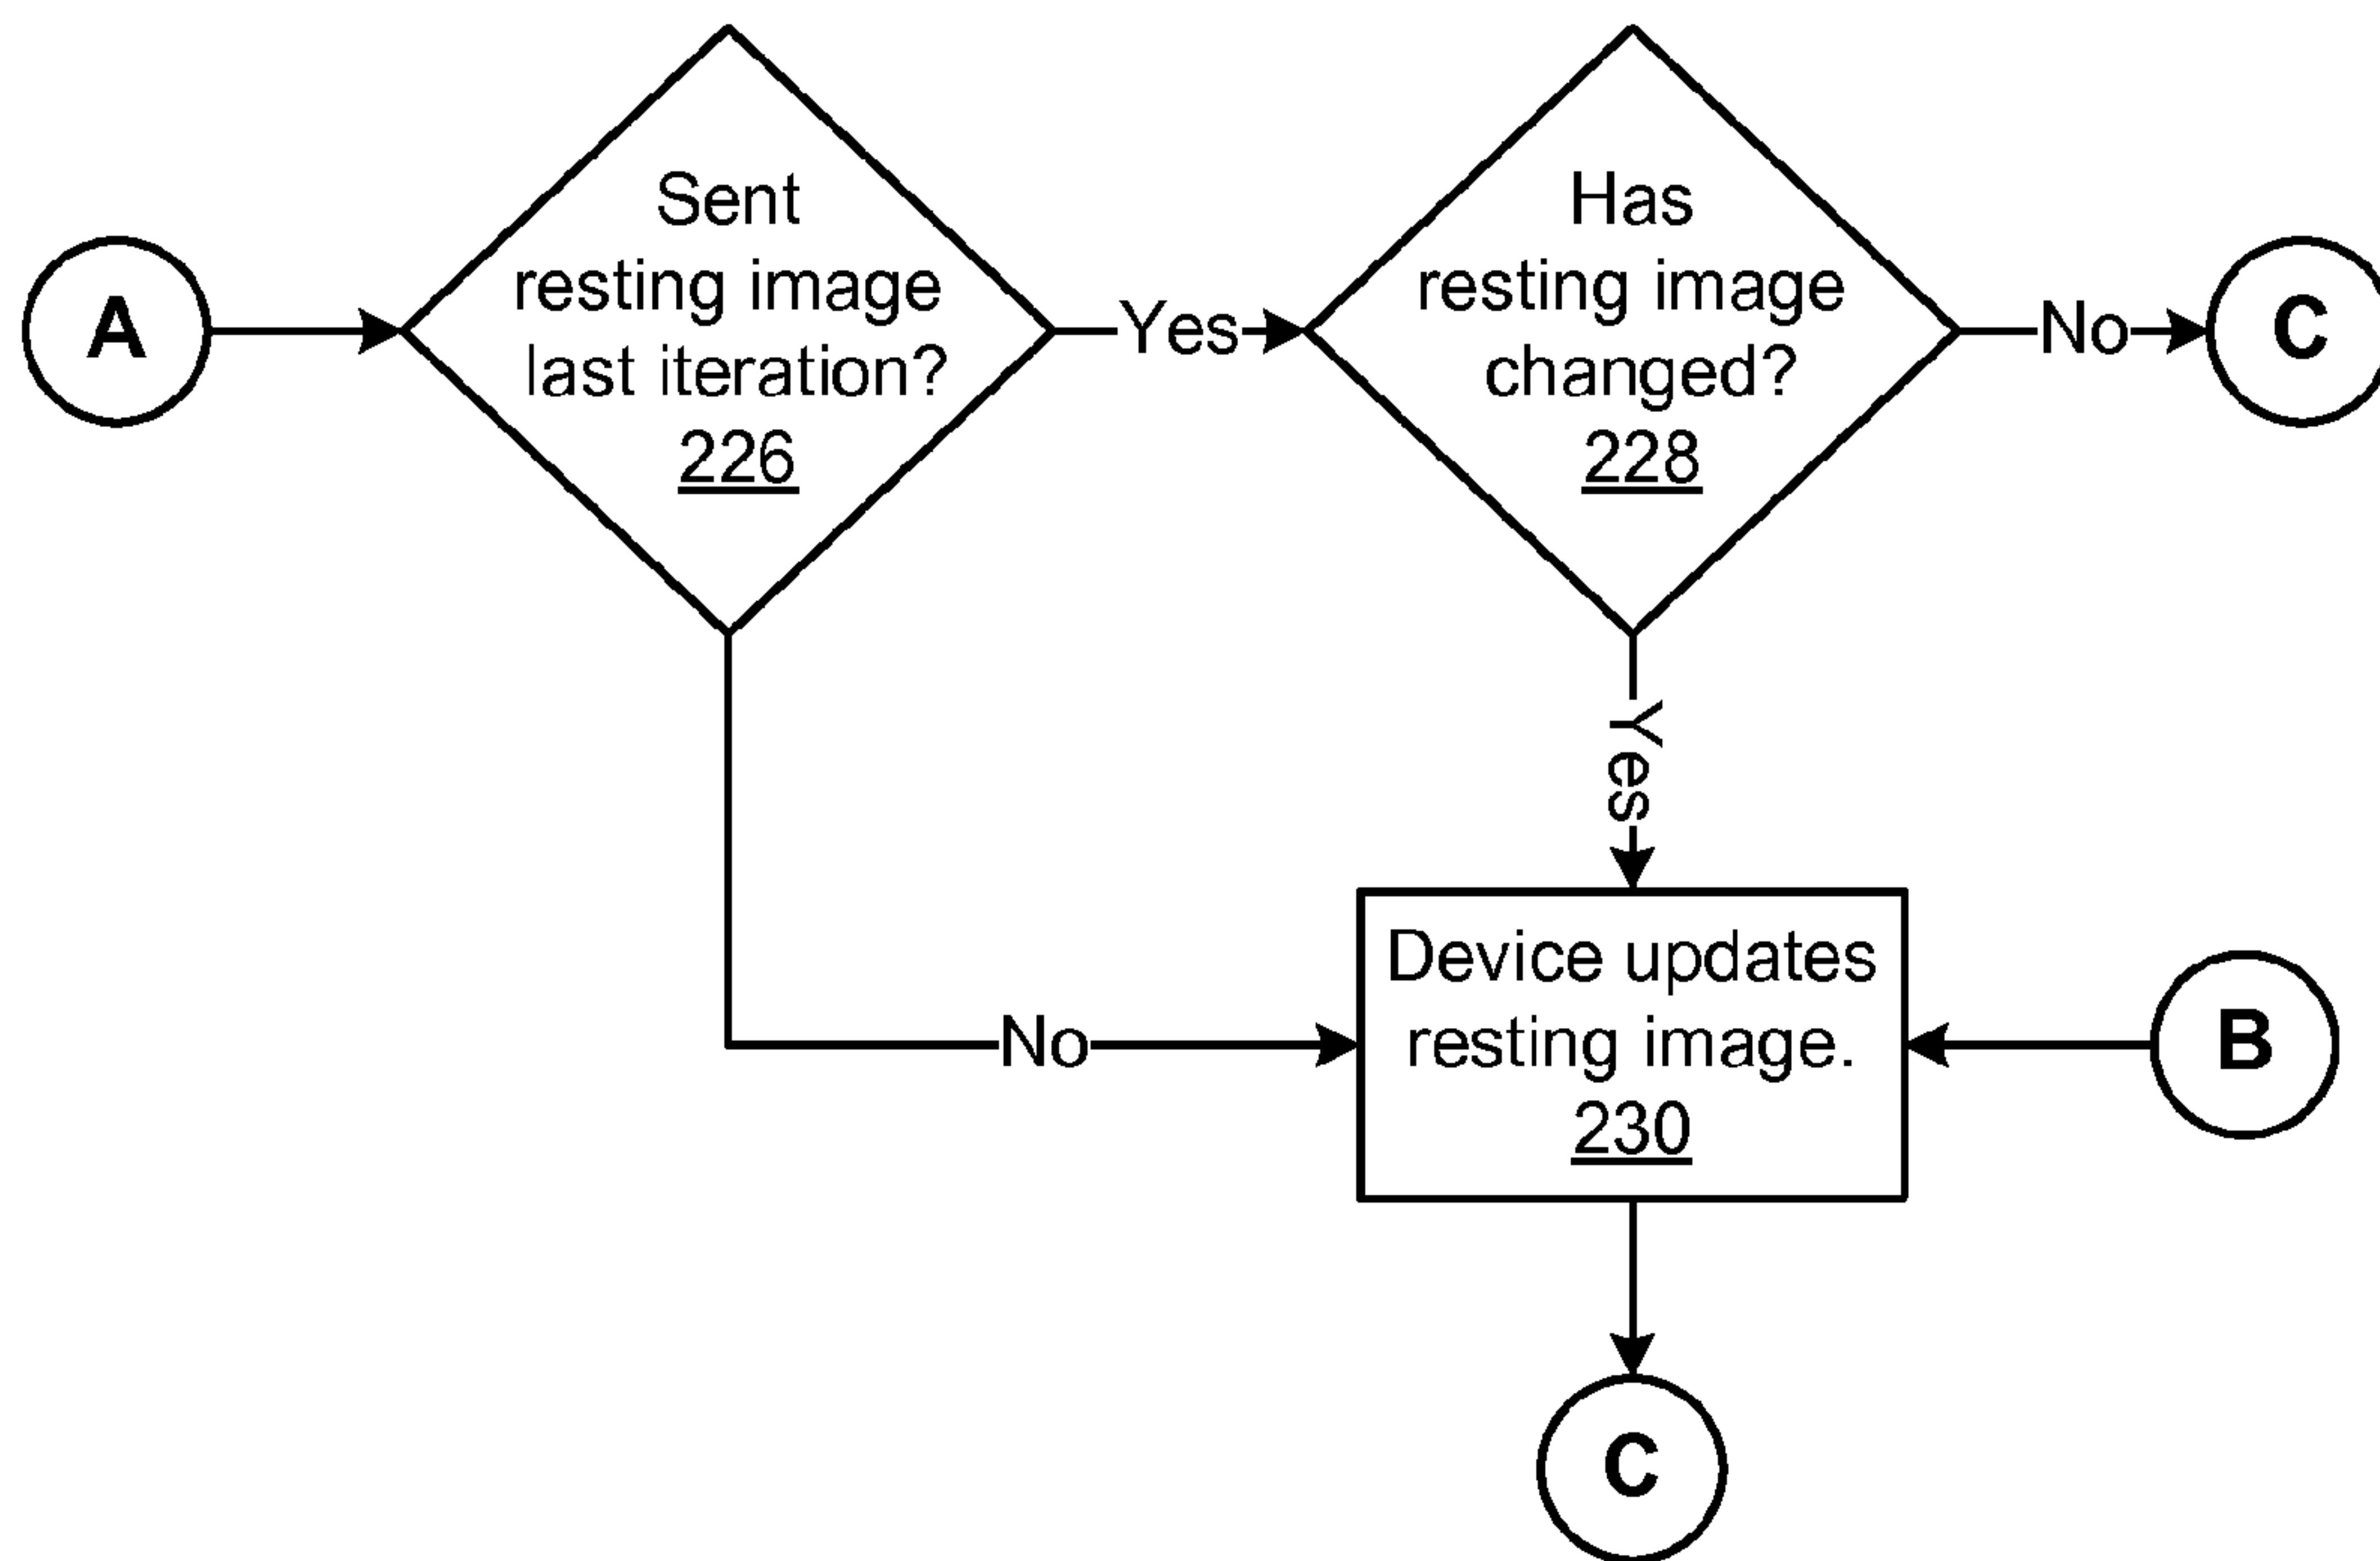 A
Sent
resting image
last iteration?
226
Yes
Has
resting image
changed?
228
No
C
Yes
No
Device updates
resting image.
230
B
C